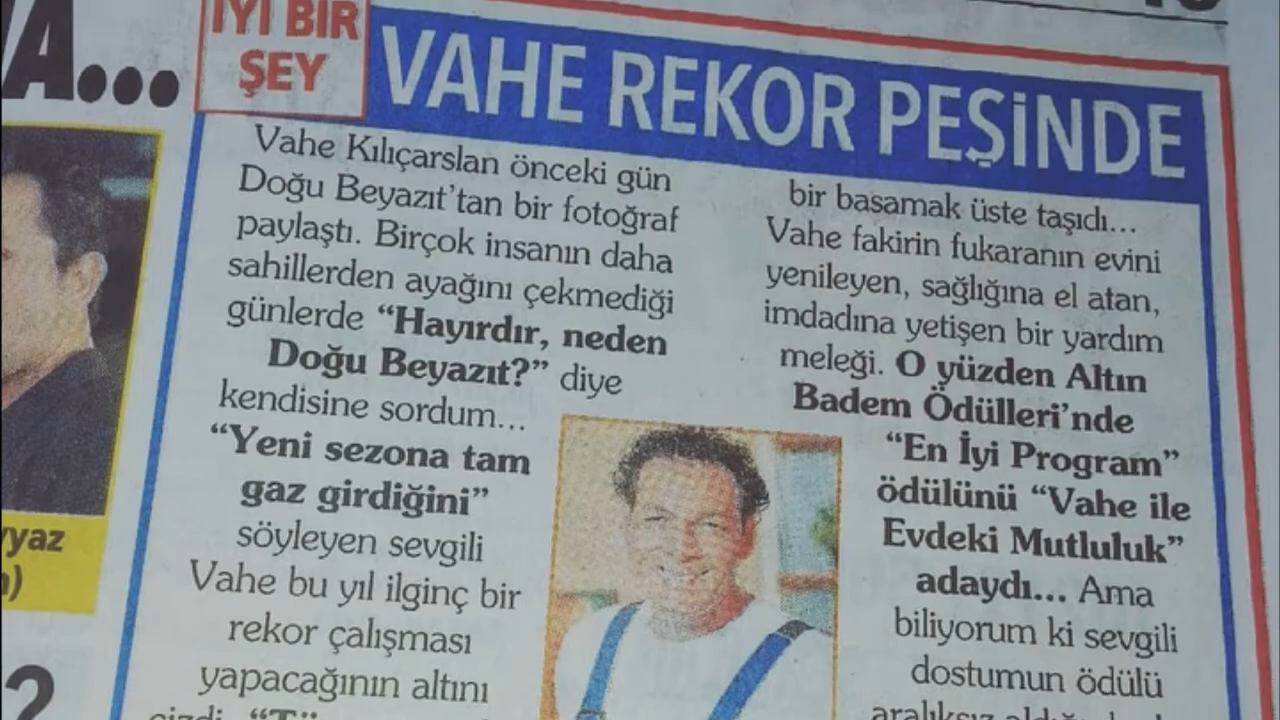 A...
İYİ BİR
ŞEY
VAHE REKOR PEŞİNDE
Vahe Kılıçarslan önceki gün
Doğu Beyazıt'tan bir fotoğraf
paylaştı. Birçok insanın daha
sahillerden ayağını çekmediği
günlerde “Hayırdır, neden
Doğu Beyazıt?” diye
kendisine sordum...
“Yeni sezona tam
gaz girdiğini”
söyleyen sevgili
Vahe bu yıl ilginç bir
rekor çalışması
yapacağının altını
bir basamak üste taşıdı...
Vahe fakirin fukaranın evini
yenileyen, sağlığına el atan,
imdadına yetişen bir yardım
meleği. O yüzden Altın
Badem Ödülleri'nde
“En İyi Program”
ödülünü “Vahe ile
Evdeki Mutluluk”
adaydı... Ama
biliyorum ki sevgili
dostumun ödülü
yyaz
?